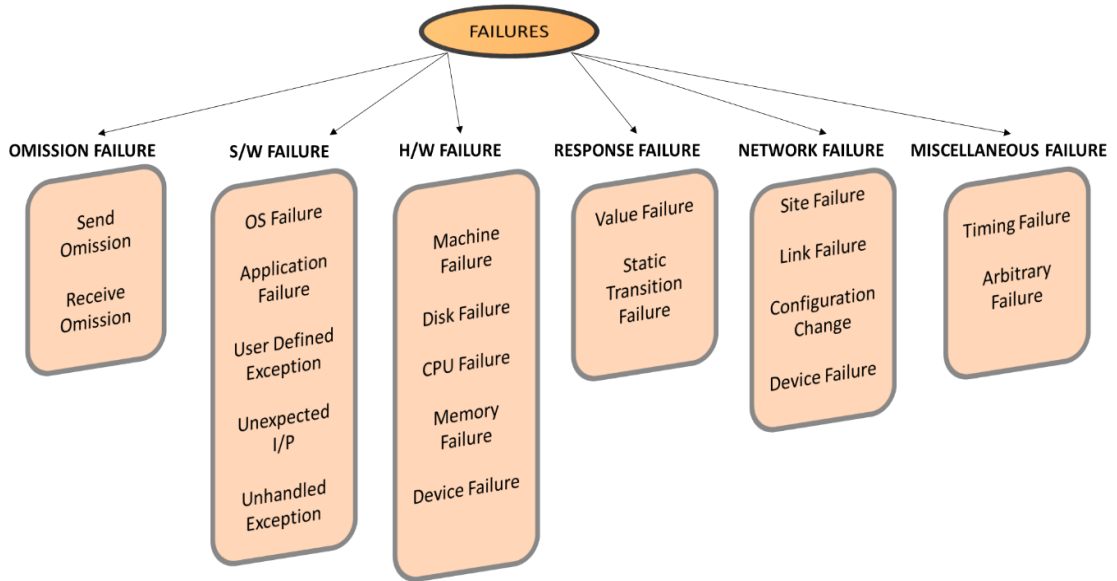 FAILURES
OMISSION FAILURE
Send
Omission
Receive
Omission
S/W FAILURE
OS Failure
Application
Failure
User Defined
Exception
Unexpected
I/P
Unhandled
Exception
H/W FAILURE
Machine
Failure
Disk Failure
CPU Failure
Memory
Failure
Device Failure
RESPONSE FAILURE
Value Failure
Static
Transition
Failure
NETWORK FAILURE
Site Failure
Link Failure
Configuration
Change
Device Failure
MISCELLANEOUS FAILURE
Timing Failure
Arbitrary
Failure